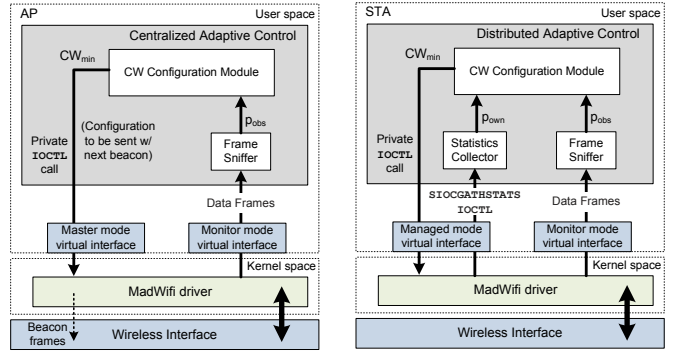 AP
User space
Centralized Adaptive Control
CWmin
CW Configuration Module
(Configuration
to be sent w/
next beacon)
pobs
Private
IOCTL
call
Frame
Sniffer
Data Frames
Master mode
virtual interface
Monitor mode
virtual interface
Kernel space
MadWifi driver
Beacon
frames
Wireless Interface
STA
User space
Distributed Adaptive Control
CWmin
CW Configuration Module
pown
pobs
Private
IOCTL
call
Statistics
Collector
Frame
Sniffer
SIOCGATHSTATS
IOCTL
Data Frames
Managed mode
virtual interface
Monitor mode
virtual interface
Kernel space
MadWifi driver
Wireless Interface